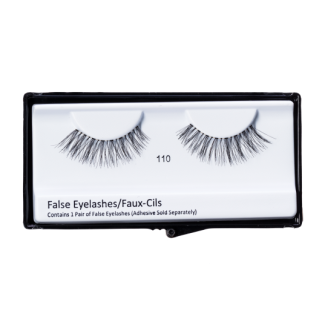 110
False Eyelashes/Faux-Cils
Contains 1 Pair of False Eyelashes (Adhesive Sold Separately)